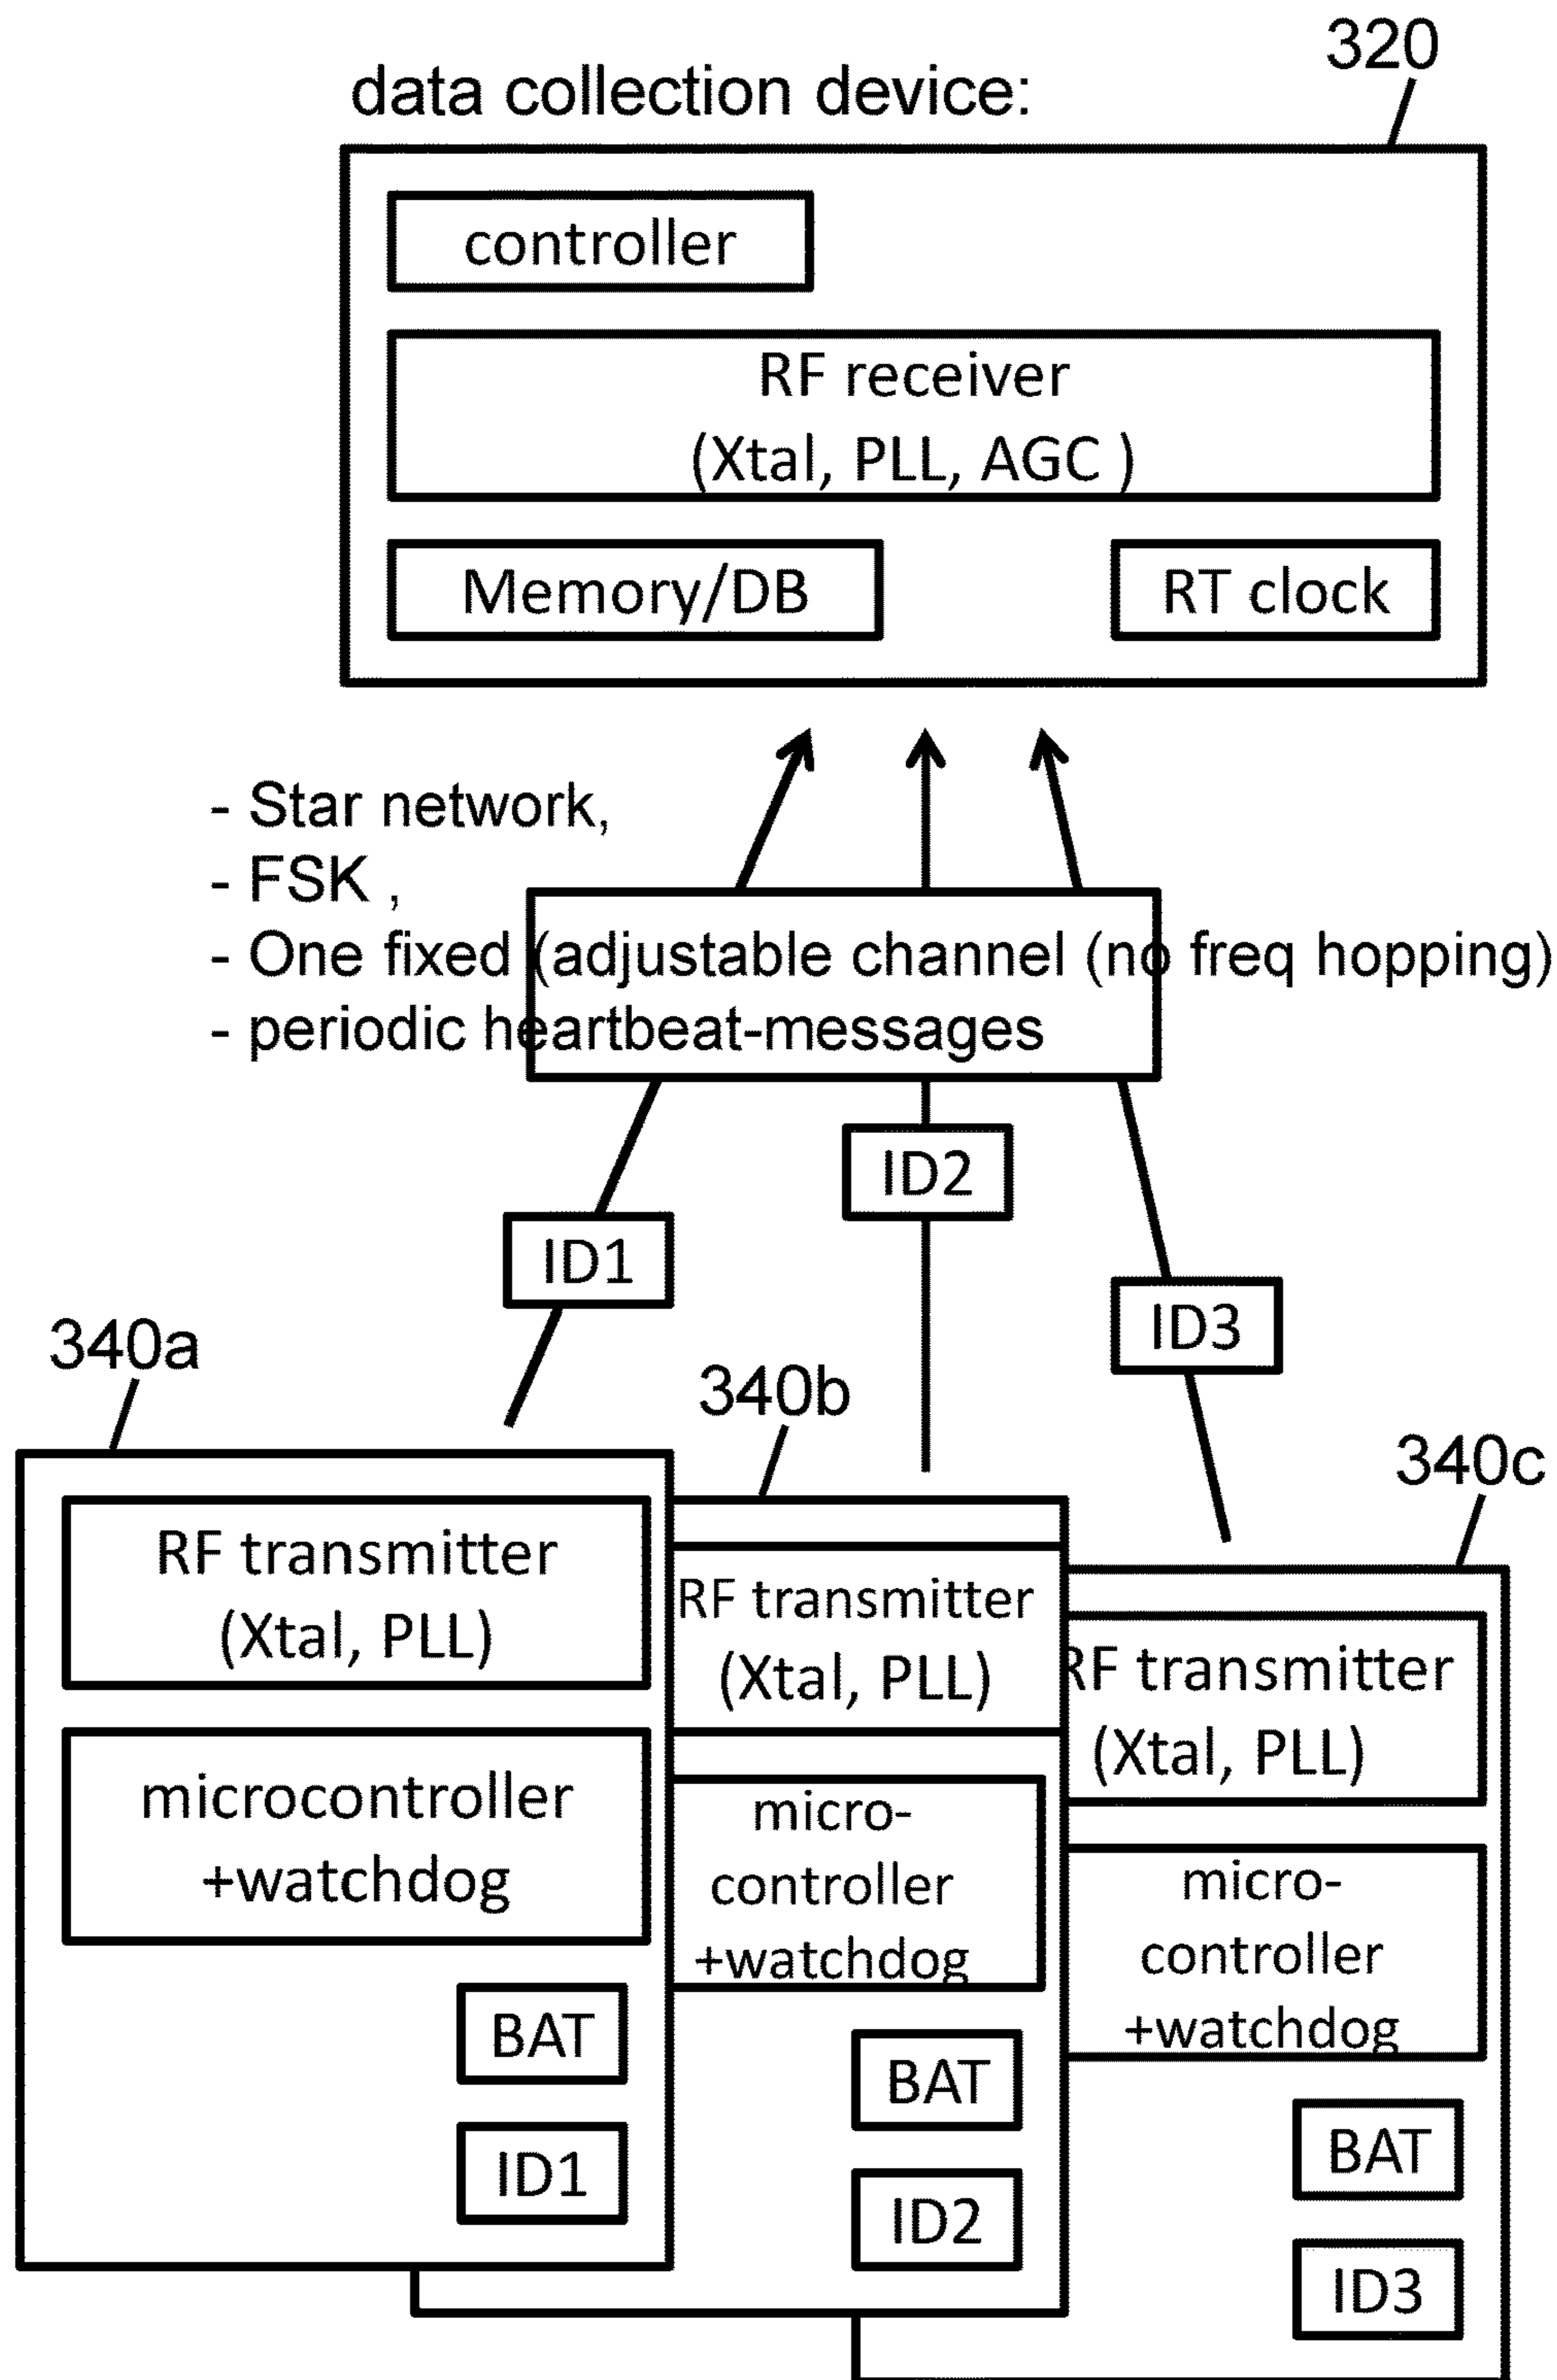 320
data collection device:
controller
RF receiver
(Xtal, PLL, AGC )
Memory/DB
RT clock
- Star network,
- FSK ,
- One fixed (adjustable channel (no freq hopping)
- periodic heartbeat-messages
ID2
ID1
ID3
340a
340b
340c
RF transmitter
(Xtal, PLL)
microcontroller
+watchdog
BAT
ID1
RF transmitter
(Xtal, PLL)
micro-
controller
+watchdog
BAT
ID2
RF transmitter
(Xtal, PLL)
micro-
controller
+watchdog
BAT
ID3